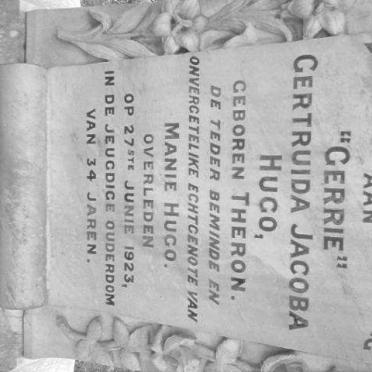 AAN
"GERRIE"
GERTRUIDA JACOBA
HUGO,
GEBOREN THERON.
DE TEDER BEMINDE EN
ONVERGETELIKE ECHTGENOTE VAN
MANIE HUGO.
OVERLEDEN
OP 27STE JUNIE 1923,
IN DE JEUGDIGE OUDERDOM
VAN 34 JAREN.